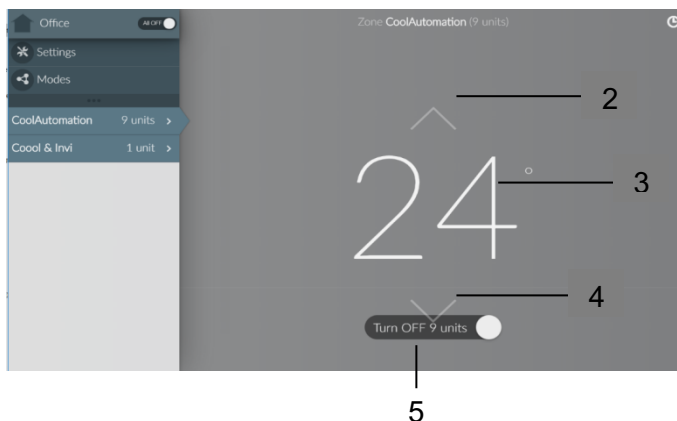 Office
All OFF
Zone CoolAutomation (9 units)
Settings
Modes
CoolAutomation 9 units >
Coool & Invi 1 unit >
2
24°
3
4
Turn OFF 9 units
5